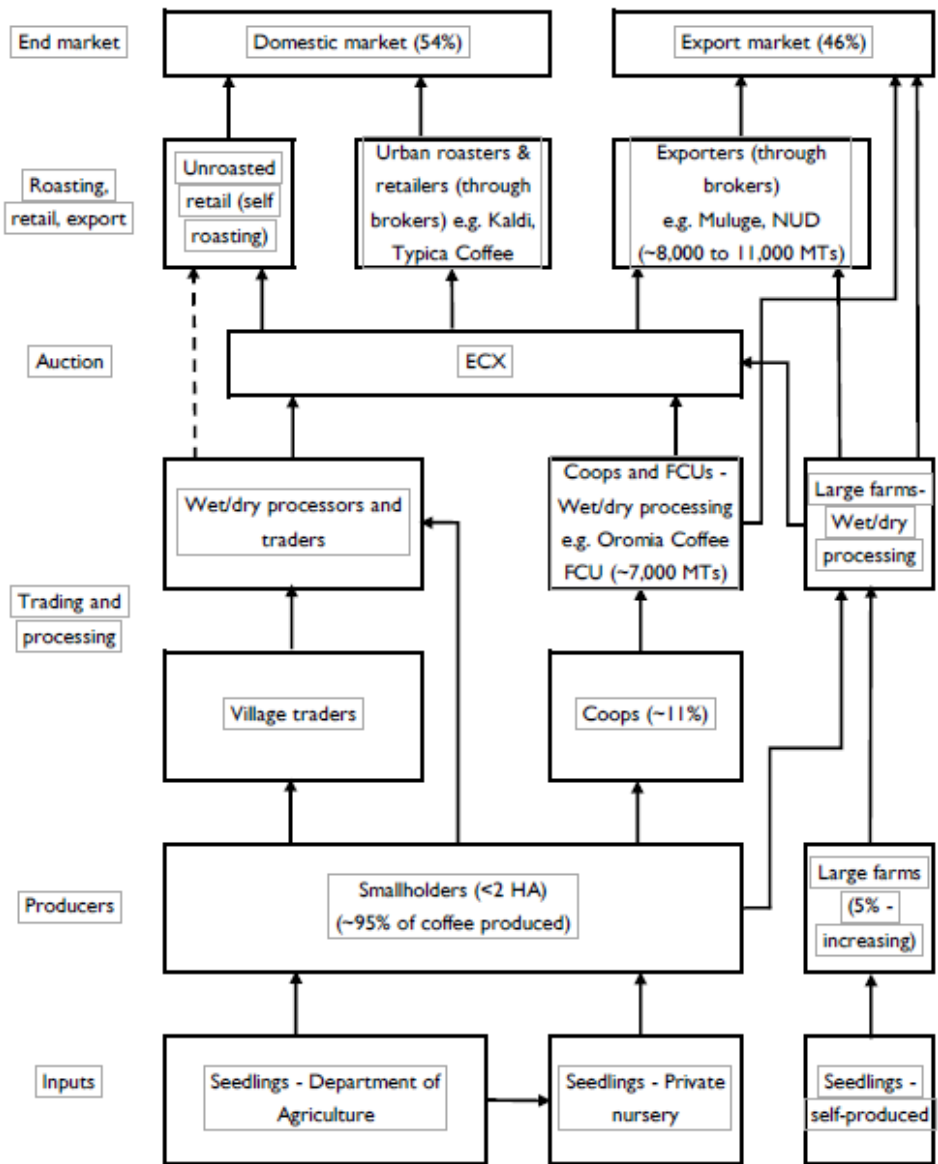 End market
Domestic market (54%)
Export market (46%)
Roasting,
retail, export
Unroasted
retail (self
roasting)
Urban roasters &
retailers (through
brokers) e.g. Kaldi,
Typica Coffee
Exporters (through
brokers)
e.g. Muluge, NUD
(~8,000 to 11,000 MTs)
Auction
ECX
Trading and
processing
Wet/dry processors and
traders
Coops and FCUs -
Wet/dry processing
e.g. Oromia Coffee
FCU (~7,000 MTs)
Large farms-
Wet/dry
processing
Village traders
Coops (~11%)
Producers
Smallholders (<2 HA)
(~95% of coffee produced)
Large farms
(5% -
increasing)
Inputs
Seedlings - Department of
Agriculture
Seedlings - Private
nursery
Seedlings -
self-produced